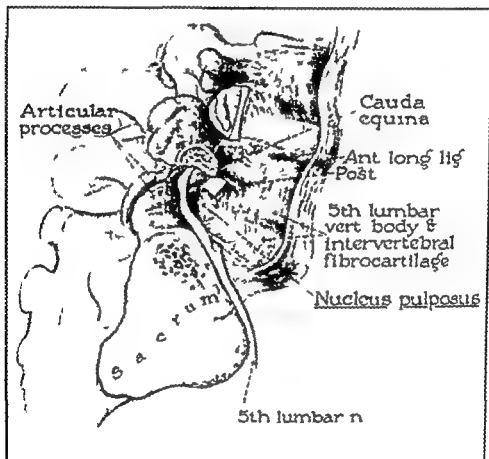 Articular
processes
Cauda
equina
Ant long lig
Post
5th lumbar
vert body &
intervertebral
fibrocartilage
Nucleus pulposus
Sacrum
5th lumbar n